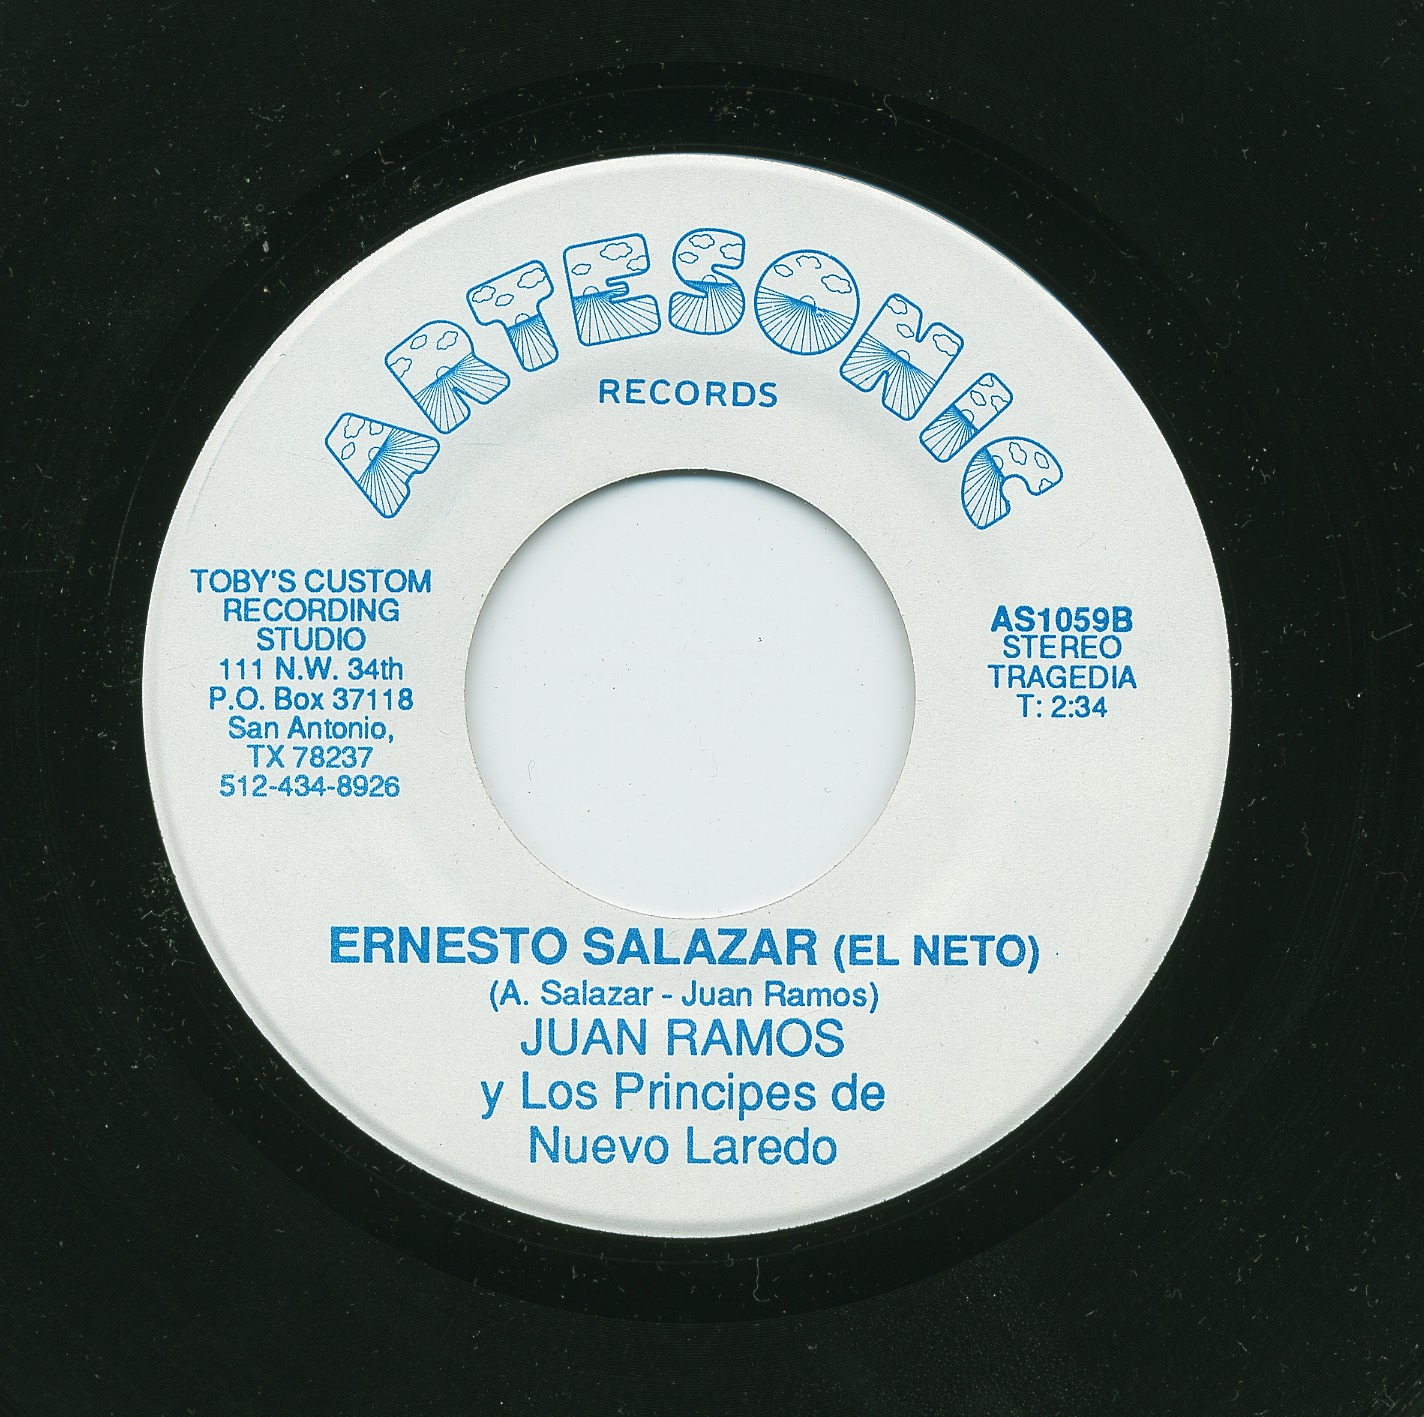 ARTESONIC
RECORDS
TOBY'S CUSTOM
RECORDING
STUDIO
111 N.W. 34th
P.O. Box 37118
San Antonio,
TX 78237
512-434-8926
AS1059B
STEREO
TRAGEDIA
T: 2:34
ERNESTO SALAZAR (EL NETO)
(A. Salazar - Juan Ramos)
JUAN RAMOS
y Los Principes de
Nuevo Laredo